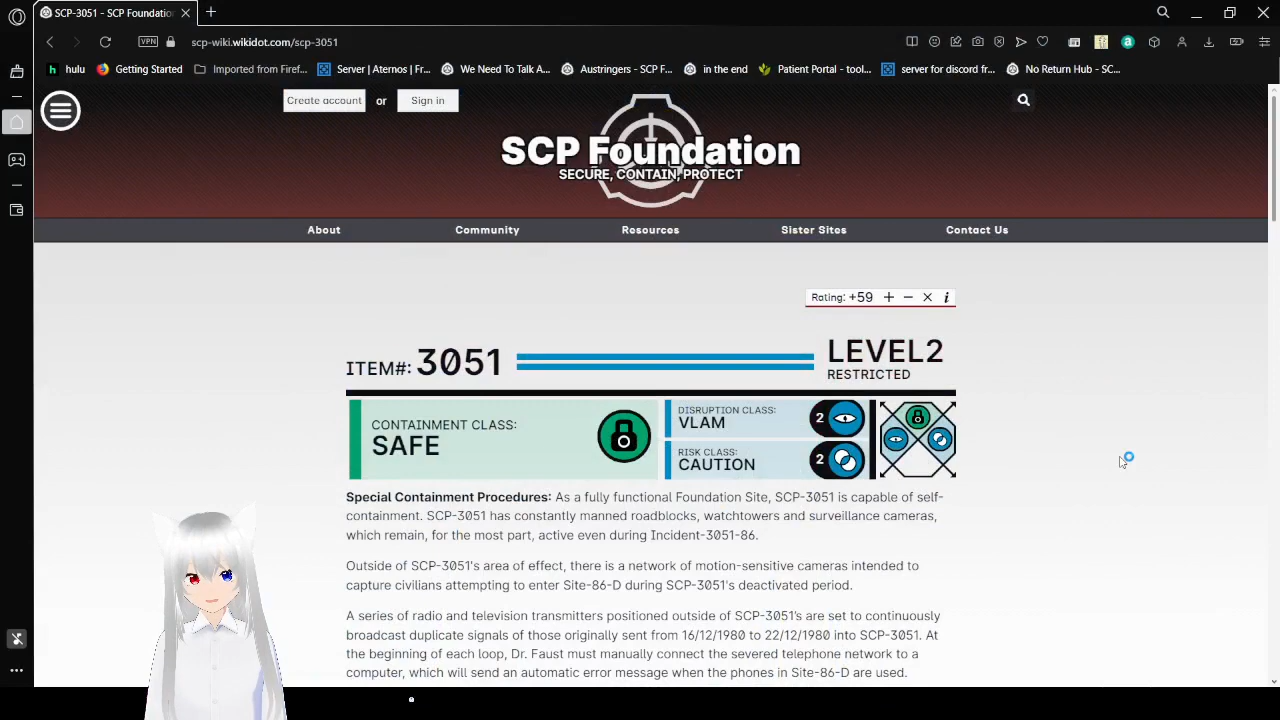 SCP-3051 - SCP Foundation
scp-wiki.wikidot.com/scp-3051
VPN
hulu
Getting Started
Imported from Firef...
Server | Aternos | Fr...
We Need To Talk A...
Austringers - SCP F...
in the end
Patient Portal - tool...
server for discord fr...
No Return Hub - SC...
Create account or Sign in
SCP Foundation
SECURE, CONTAIN, PROTECT
About Community Resources Sister Sites Contact Us
Rating: +59 + − × i
ITEM#: 3051
LEVEL2
RESTRICTED
CONTAINMENT CLASS:
SAFE
DISRUPTION CLASS:
VLAM
2
RISK CLASS:
CAUTION
2
Special Containment Procedures: As a fully functional Foundation Site, SCP-3051 is capable of self-
containment. SCP-3051 has constantly manned roadblocks, watchtowers and surveillance cameras,
which remain, for the most part, active even during Incident-3051-86.
Outside of SCP-3051's area of effect, there is a network of motion-sensitive cameras intended to
capture civilians attempting to enter Site-86-D during SCP-3051's deactivated period.
A series of radio and television transmitters positioned outside of SCP-3051's are set to continuously
broadcast duplicate signals of those originally sent from 16/12/1980 to 22/12/1980 into SCP-3051. At
the beginning of each loop, Dr. Faust must manually connect the severed telephone network to a
computer, which will send an automatic error message when the phones in Site-86-D are used.